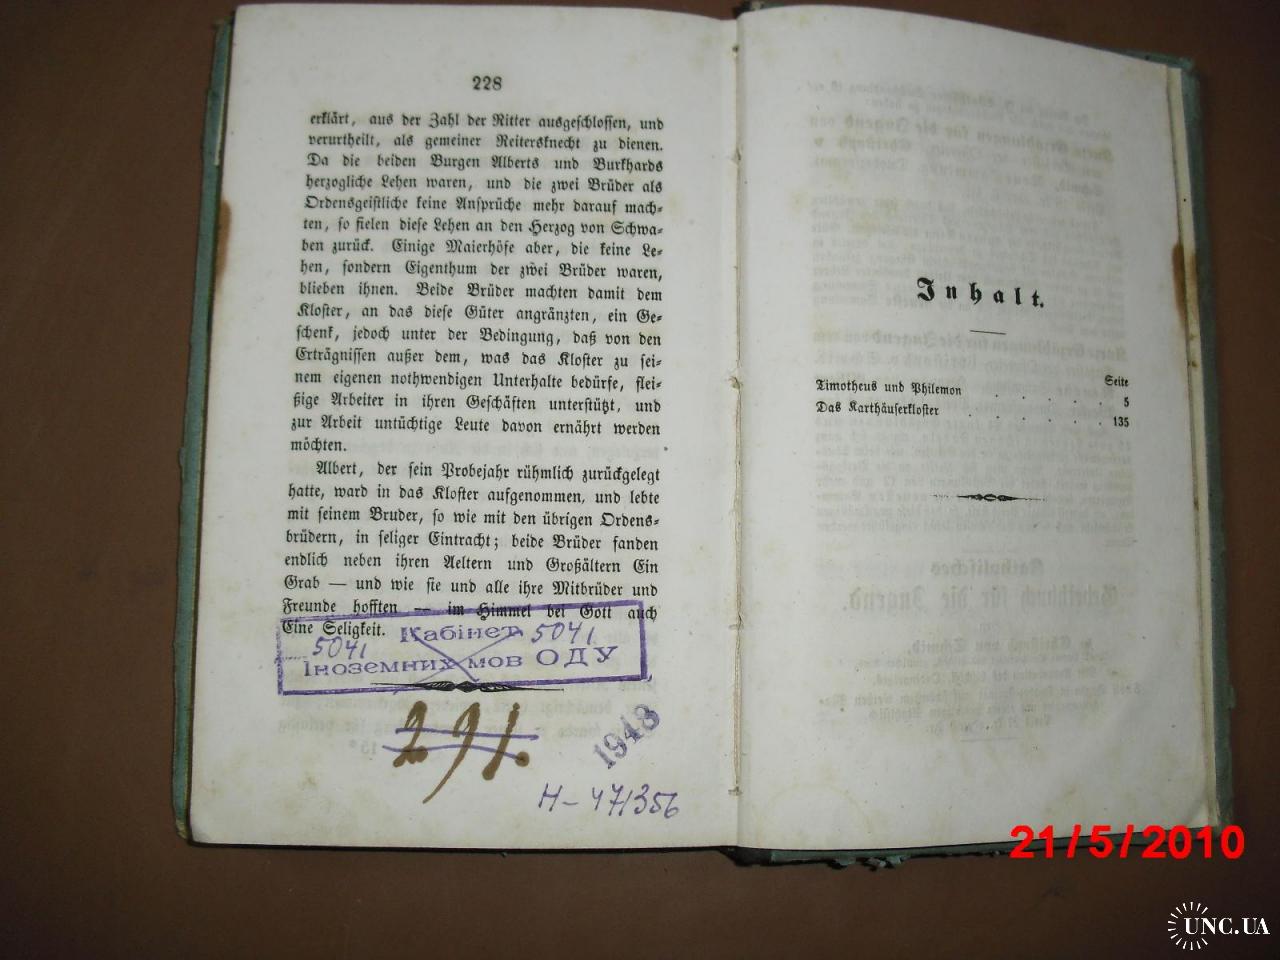 228
erklärt, aus der Zahl der Ritter ausgeschlossen, und
verurtheilt, als gemeiner Reitersknecht zu dienen.
Da die beiden Burgen Alberts und Burkhards
herzogliche Lehen waren, und die zwei Brüder als
Ordensgeistliche keine Ansprüche mehr darauf mach-
ten, so fielen diese Lehen an den Herzog von Schwa-
ben zurück. Einige Maierhöfe aber, die keine Le-
hen, sondern Eigenthum der zwei Brüder waren,
blieben ihnen. Beide Brüder machten damit dem
Kloster, an das diese Güter angränzten, ein Ge-
schenk, jedoch unter der Bedingung, daß von den
Erträgnissen außer dem, was das Kloster zu sei-
nem eigenen nothwendigen Unterhalte bedürfe, flei-
ßige Arbeiter in ihren Geschäften unterstützt, und
zur Arbeit untüchtige Leute davon ernährt werden
möchten.
Albert, der sein Probejahr rühmlich zurückgelegt
hatte, ward in das Kloster aufgenommen, und lebte
mit seinem Bruder, so wie mit den übrigen Ordens-
brüdern, in seliger Eintracht; beide Brüder fanden
endlich neben ihren Aeltern und Großältern Ein
Grab — und wie sie und alle ihre Mitbrüder und
Freunde hofften — im Himmel bei Gott auch
Eine Seligkeit.
Кабінет 5041
5041
Іноземних мов ОДУ
291.
1948
Н-471356
Inhalt.
Seite
Timotheus und Philemon . . . . . 5
Das Karthäuserkloster . . . . . . 135
21/5/2010
UNC.UA